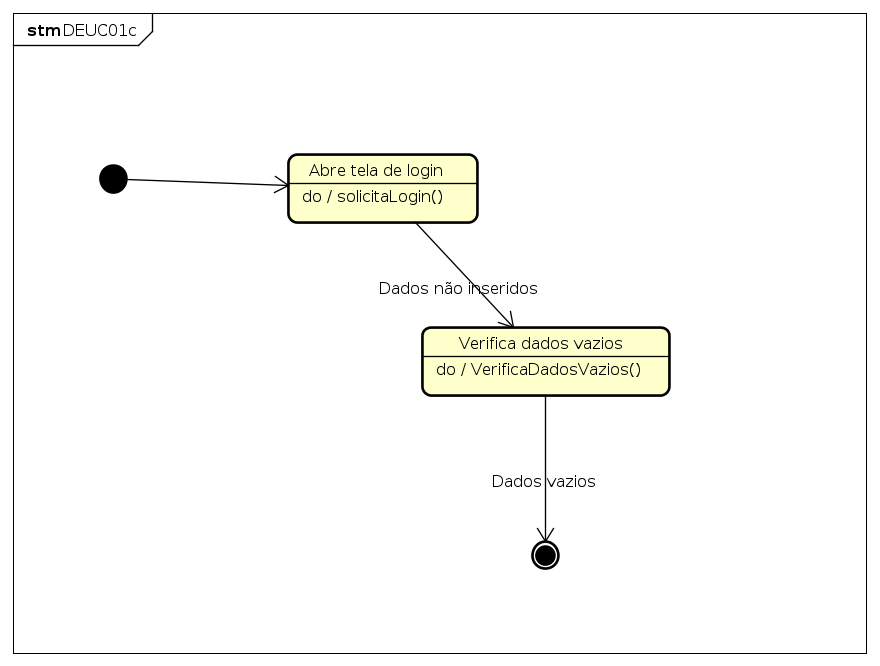 stm DEUC01c
Abre tela de login
do / solicitaLogin()
Dados não inseridos
Verifica dados vazios
do / VerificaDadosVazios()
Dados vazios